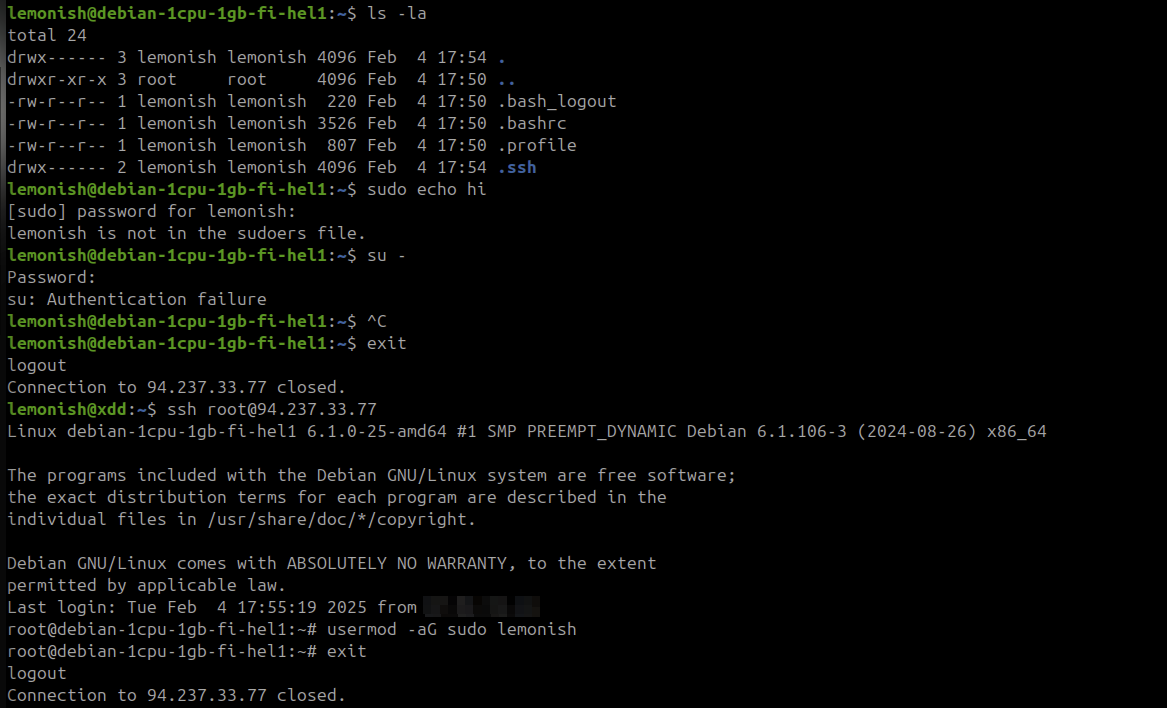 lemonish@debian-1cpu-1gb-fi-hel1:~$ ls -la
total 24
drwx------ 3 lemonish lemonish 4096 Feb  4 17:54 .
drwxr-xr-x 3 root     root     4096 Feb  4 17:50 ..
-rw-r--r-- 1 lemonish lemonish  220 Feb  4 17:50 .bash_logout
-rw-r--r-- 1 lemonish lemonish 3526 Feb  4 17:50 .bashrc
-rw-r--r-- 1 lemonish lemonish  807 Feb  4 17:50 .profile
drwx------ 2 lemonish lemonish 4096 Feb  4 17:54 .ssh
lemonish@debian-1cpu-1gb-fi-hel1:~$ sudo echo hi
[sudo] password for lemonish:
lemonish is not in the sudoers file.
lemonish@debian-1cpu-1gb-fi-hel1:~$ su -
Password:
su: Authentication failure
lemonish@debian-1cpu-1gb-fi-hel1:~$ ^C
lemonish@debian-1cpu-1gb-fi-hel1:~$ exit
logout
Connection to 94.237.33.77 closed.
lemonish@xdd:~$ ssh root@94.237.33.77
Linux debian-1cpu-1gb-fi-hel1 6.1.0-25-amd64 #1 SMP PREEMPT_DYNAMIC Debian 6.1.106-3 (2024-08-26) x86_64

The programs included with the Debian GNU/Linux system are free software;
the exact distribution terms for each program are described in the
individual files in /usr/share/doc/*/copyright.

Debian GNU/Linux comes with ABSOLUTELY NO WARRANTY, to the extent
permitted by applicable law.
Last login: Tue Feb  4 17:55:19 2025 from
root@debian-1cpu-1gb-fi-hel1:~# usermod -aG sudo lemonish
root@debian-1cpu-1gb-fi-hel1:~# exit
logout
Connection to 94.237.33.77 closed.